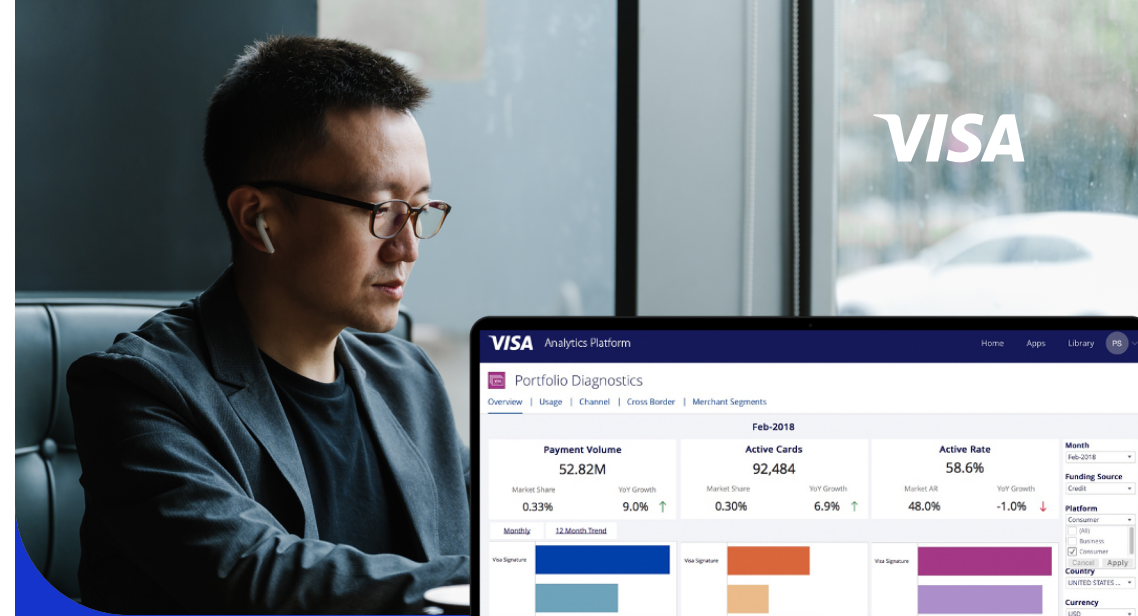 VISA
VISA Analytics Platform
Home Apps Library PS
Portfolio Diagnostics
Overview | Usage | Channel | Cross Border | Merchant Segments
Feb-2018
Payment Volume
52.82M
Market Share YoY Growth
0.33% 9.0% ↑
Active Cards
92,484
Market Share YoY Growth
0.30% 6.9% ↑
Active Rate
58.6%
Market AR YoY Growth
48.0% -1.0% ↓
Month
Feb-2018
Funding Source
Credit
Platform
Consumer
(All)
Business
Consumer
Cancel Apply
Country
UNITED STATES ...
Currency
USD
Monthly 12 Month Trend
Visa Signature
Visa Signature
Visa Signature